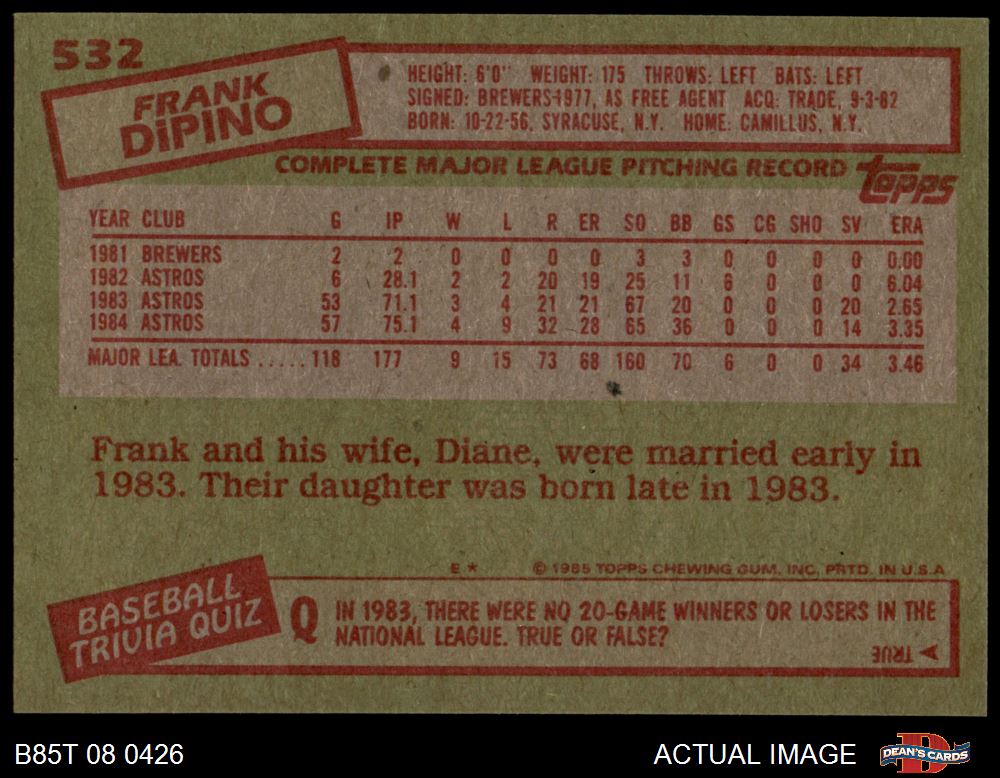 532
FRANK
DiPINO
HEIGHT: 6'0" WEIGHT: 175 THROWS: LEFT BATS: LEFT
SIGNED: BREWERS-1977, AS FREE AGENT ACQ: TRADE, 9-3-82
BORN: 10-22-56, SYRACUSE, N.Y. HOME: CAMILLUS, N.Y.
COMPLETE MAJOR LEAGUE PITCHING RECORD topps
YEAR CLUB G IP W L R ER SO BB GS CG SHO SV ERA
1981 BREWERS 2 2 0 0 0 0 3 3 0 0 0 0 0.00
1982 ASTROS 6 28.1 2 2 20 19 25 11 6 0 0 0 6.04
1983 ASTROS 53 71.1 3 4 21 21 67 20 0 0 0 20 2.65
1984 ASTROS 57 75.1 4 9 32 28 65 36 0 0 0 14 3.35
MAJOR LEA. TOTALS ..... 118 177 9 15 73 68 160 70 6 0 0 34 3.46
Frank and his wife, Diane, were married early in
1983. Their daughter was born late in 1983.
E * © 1985 TOPPS CHEWING GUM, INC. PRTD. IN U.S.A.
BASEBALL
TRIVIA QUIZ
Q IN 1983, THERE WERE NO 20-GAME WINNERS OR LOSERS IN THE
NATIONAL LEAGUE. TRUE OR FALSE?
TRUE
B85T 08 0426 ACTUAL IMAGE DEAN'S CARDS